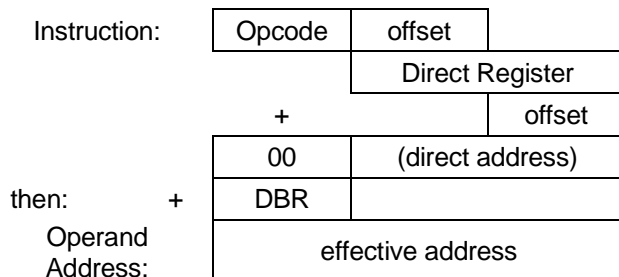 Instruction: Opcode offset
Direct Register
+ offset
00 (direct address)
then: + DBR
Operand
Address: effective address